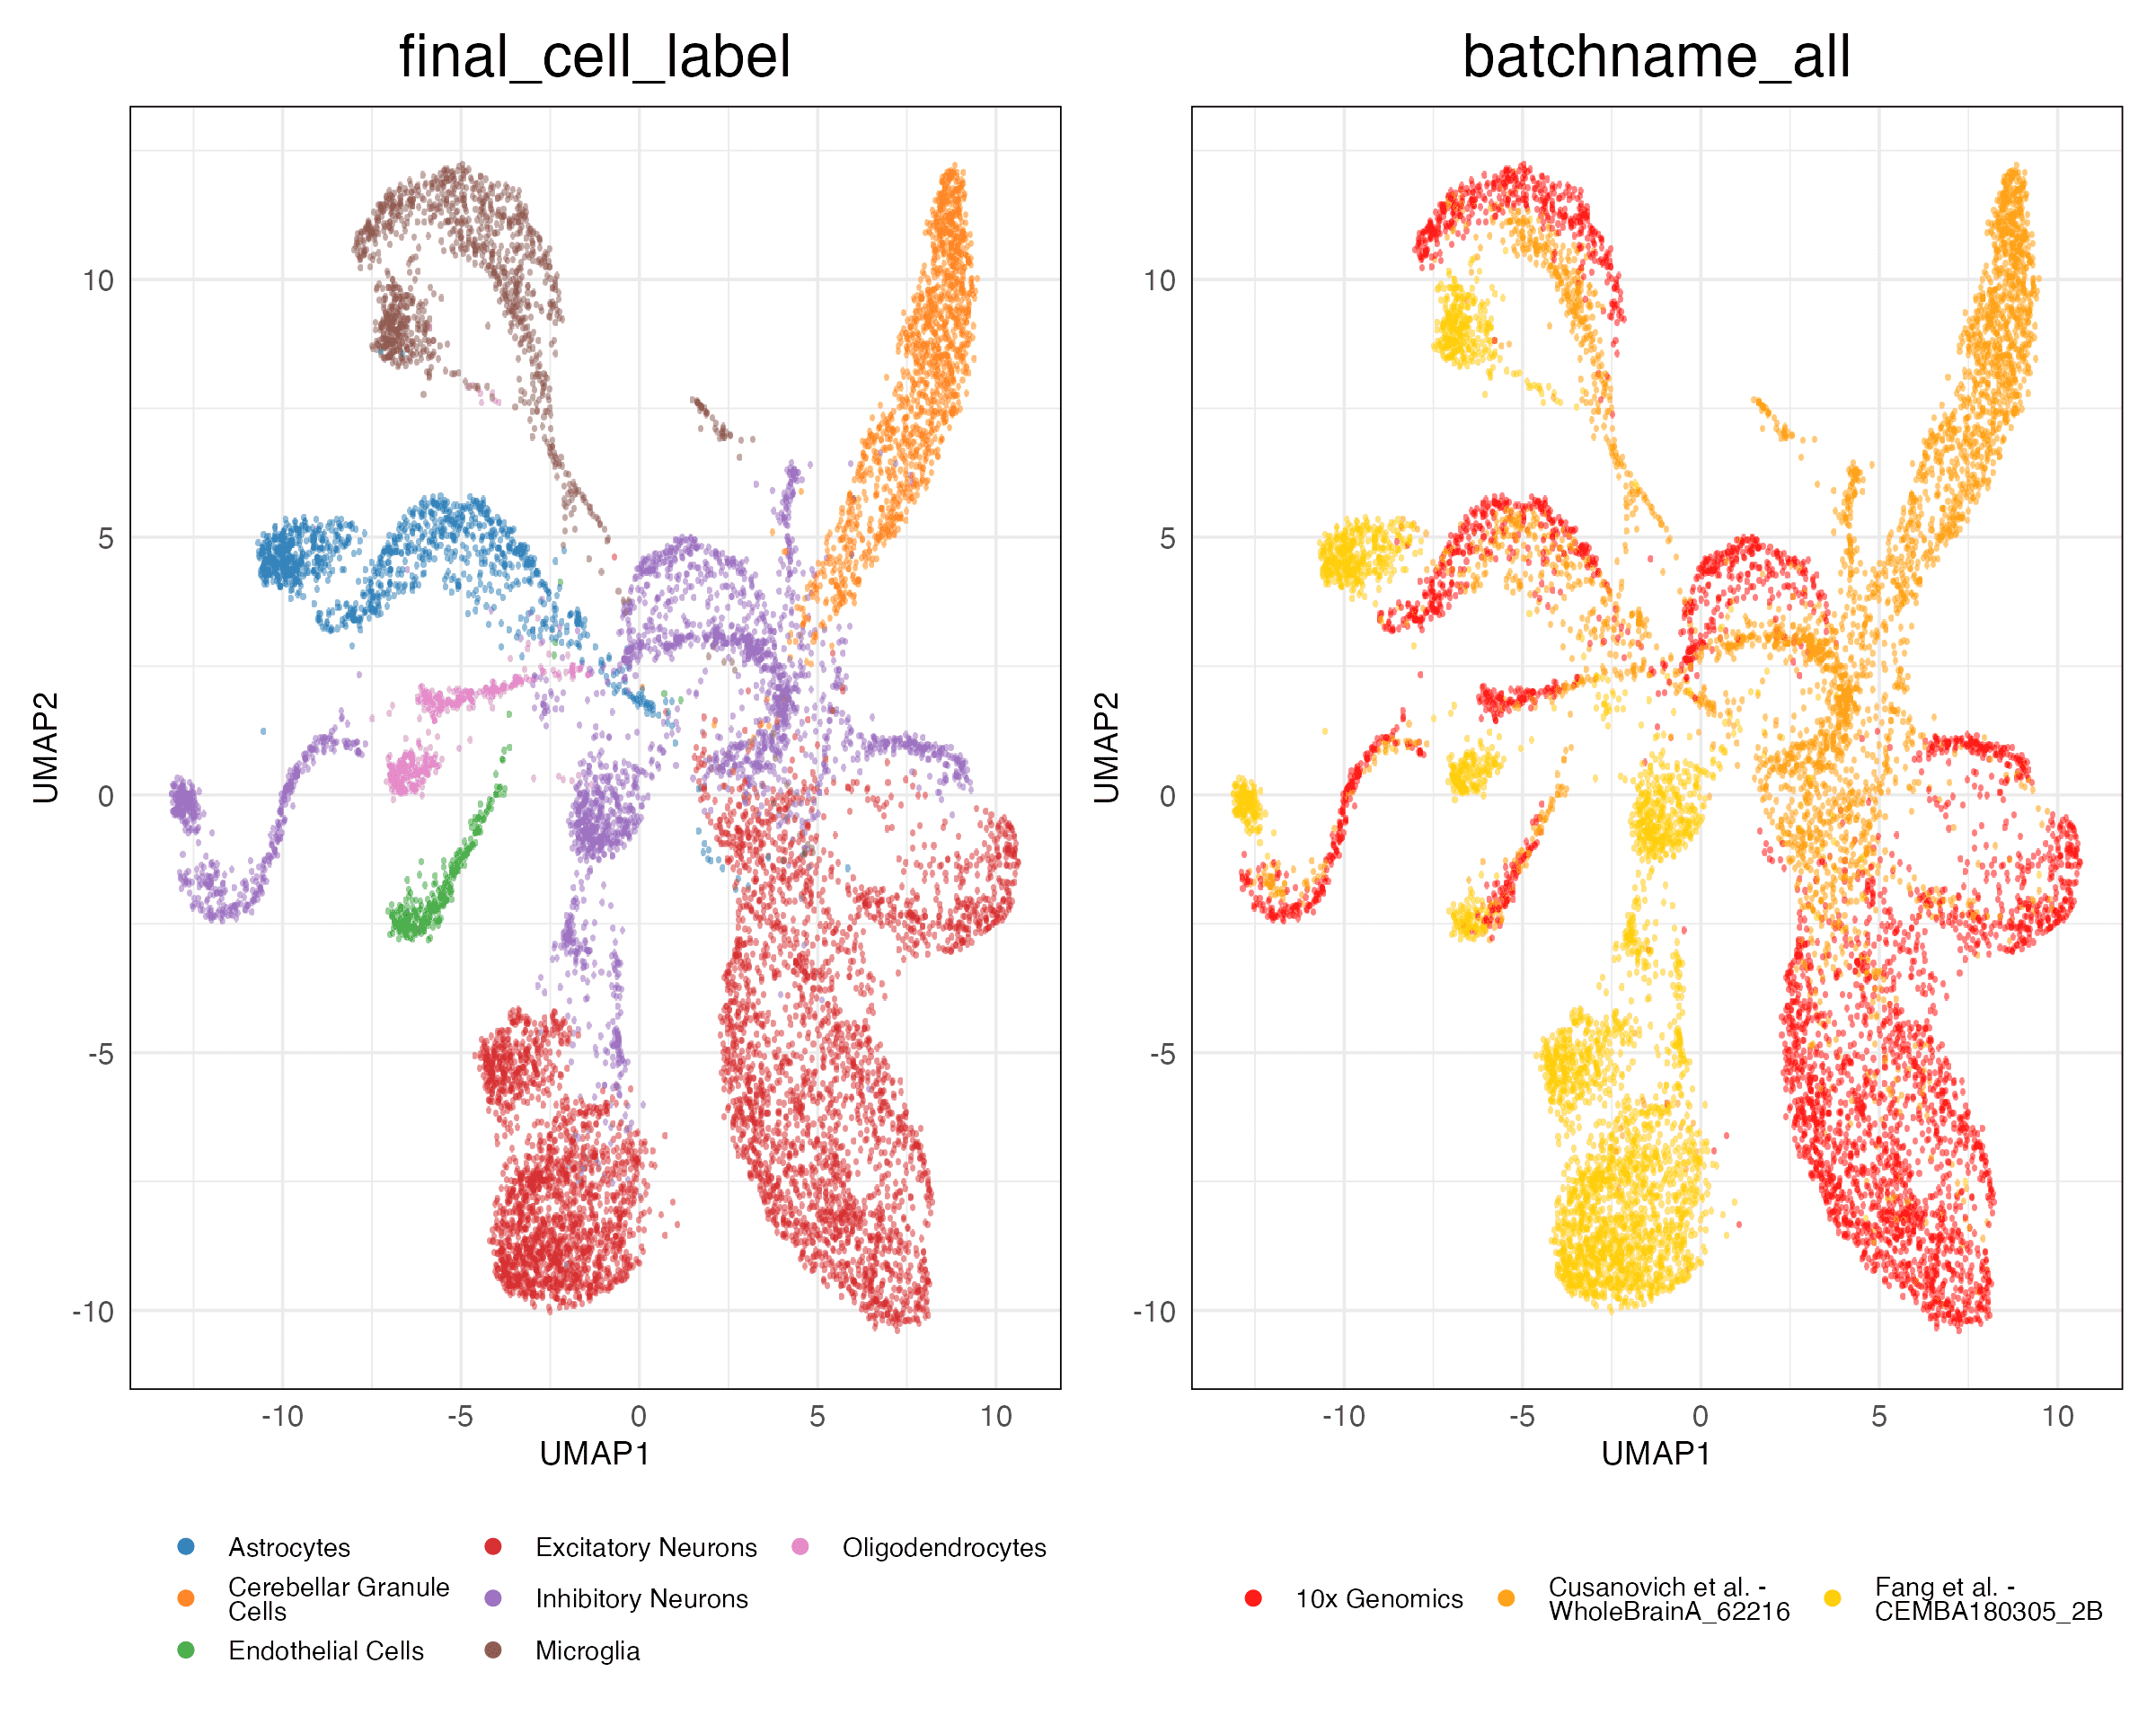 final_cell_label
batchname_all
UMAP2
10
5
0
-5
-10
-10
-5
0
5
10
UMAP1
UMAP2
10
5
0
-5
-10
-10
-5
0
5
10
UMAP1
Astrocytes
Cerebellar Granule
Cells
Endothelial Cells
Excitatory Neurons
Inhibitory Neurons
Microglia
Oligodendrocytes
10x Genomics
Cusanovich et al. -
WholeBrainA_62216
Fang et al. -
CEMBA180305_2B